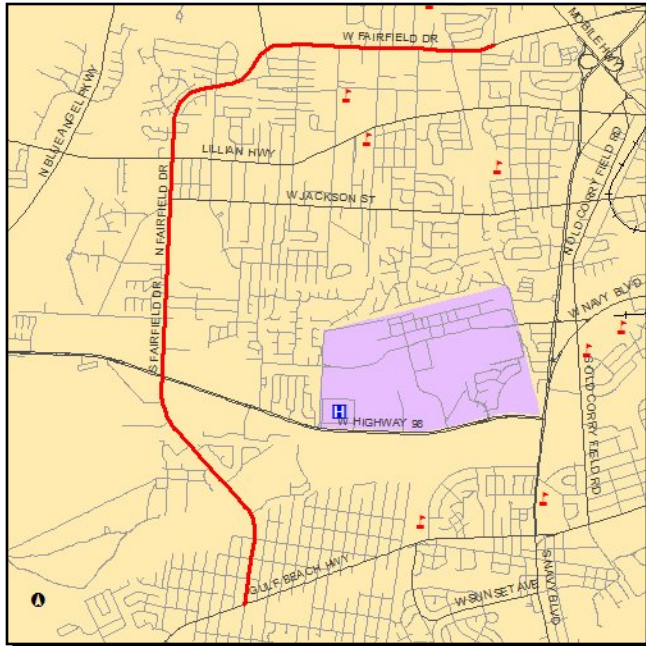 W FAIRFIELD DR
MOBILE HWY
N BLUE ANGEL PKWY
LILLIAN HWY
N OLD CORRY FIELD RD
W JACKSON ST
N FAIRFIELD DR
S FAIRFIELD DR
W NAVY BLVD
H
W HIGHWAY 98
S OLD CORRY FIELD RD
GULF BEACH HWY
W SUNSET AVE
S NAVY BLVD